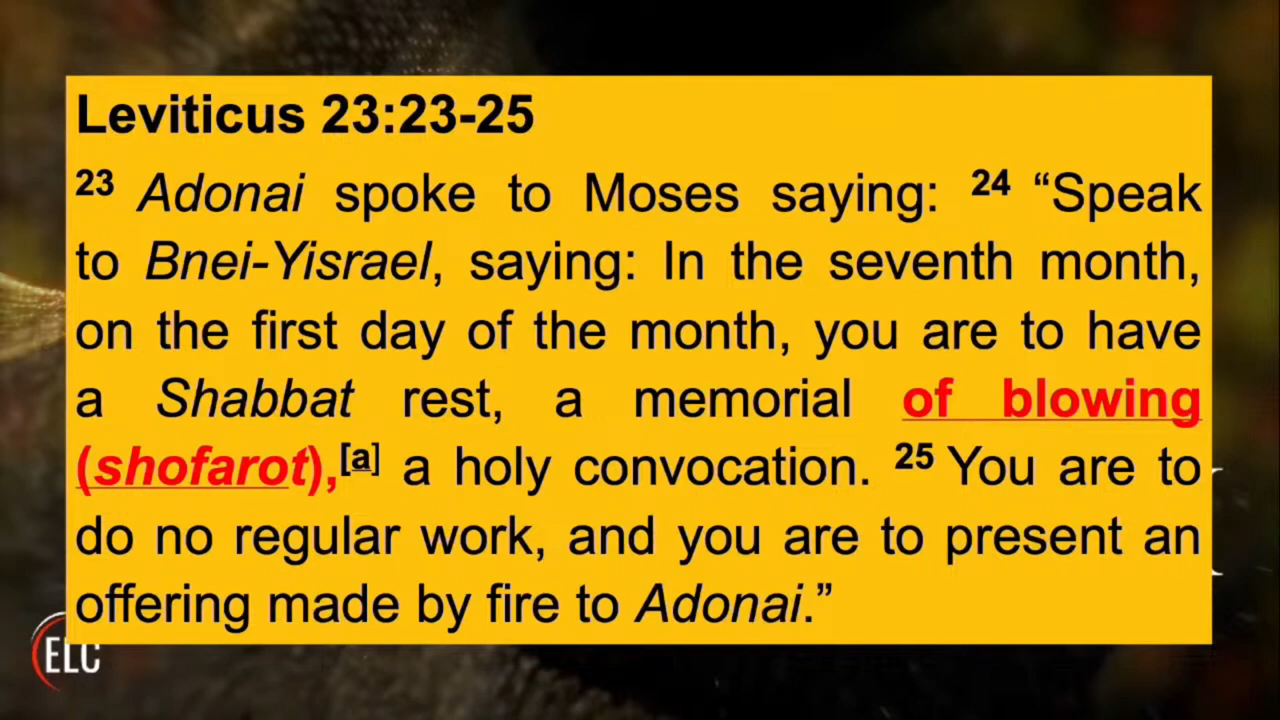 Leviticus 23:23-25
23 Adonai spoke to Moses saying: 24 “Speak
to Bnei-Yisrael, saying: In the seventh month,
on the first day of the month, you are to have
a Shabbat rest, a memorial of blowing
(shofarot),[a] a holy convocation. 25 You are to
do no regular work, and you are to present an
offering made by fire to Adonai.”
ELC